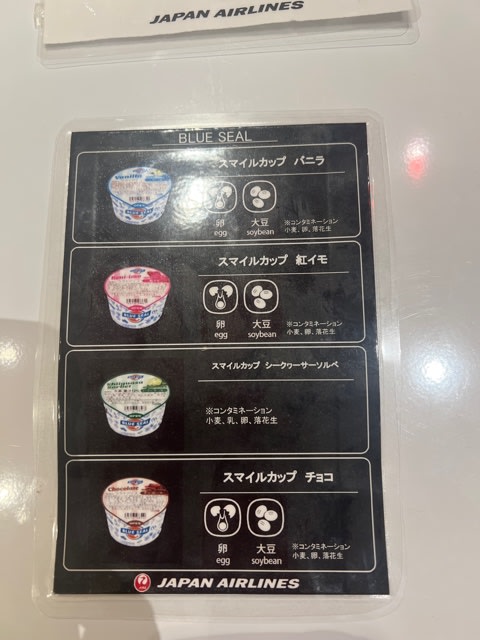 JAPAN AIRLINES
BLUE SEAL
スマイルカップ バニラ
卵
egg
大豆
soybean
※コンタミネーション
小麦、卵、落花生
スマイルカップ 紅イモ
卵
egg
大豆
soybean
※コンタミネーション
小麦、卵、落花生
スマイルカップ シークヮーサーソルベ
※コンタミネーション
小麦、乳、卵、落花生
スマイルカップ チョコ
Chocolate
BLUE SEAL
卵
egg
大豆
soybean
※コンタミネーション
小麦、卵、落花生
JAPAN AIRLINES